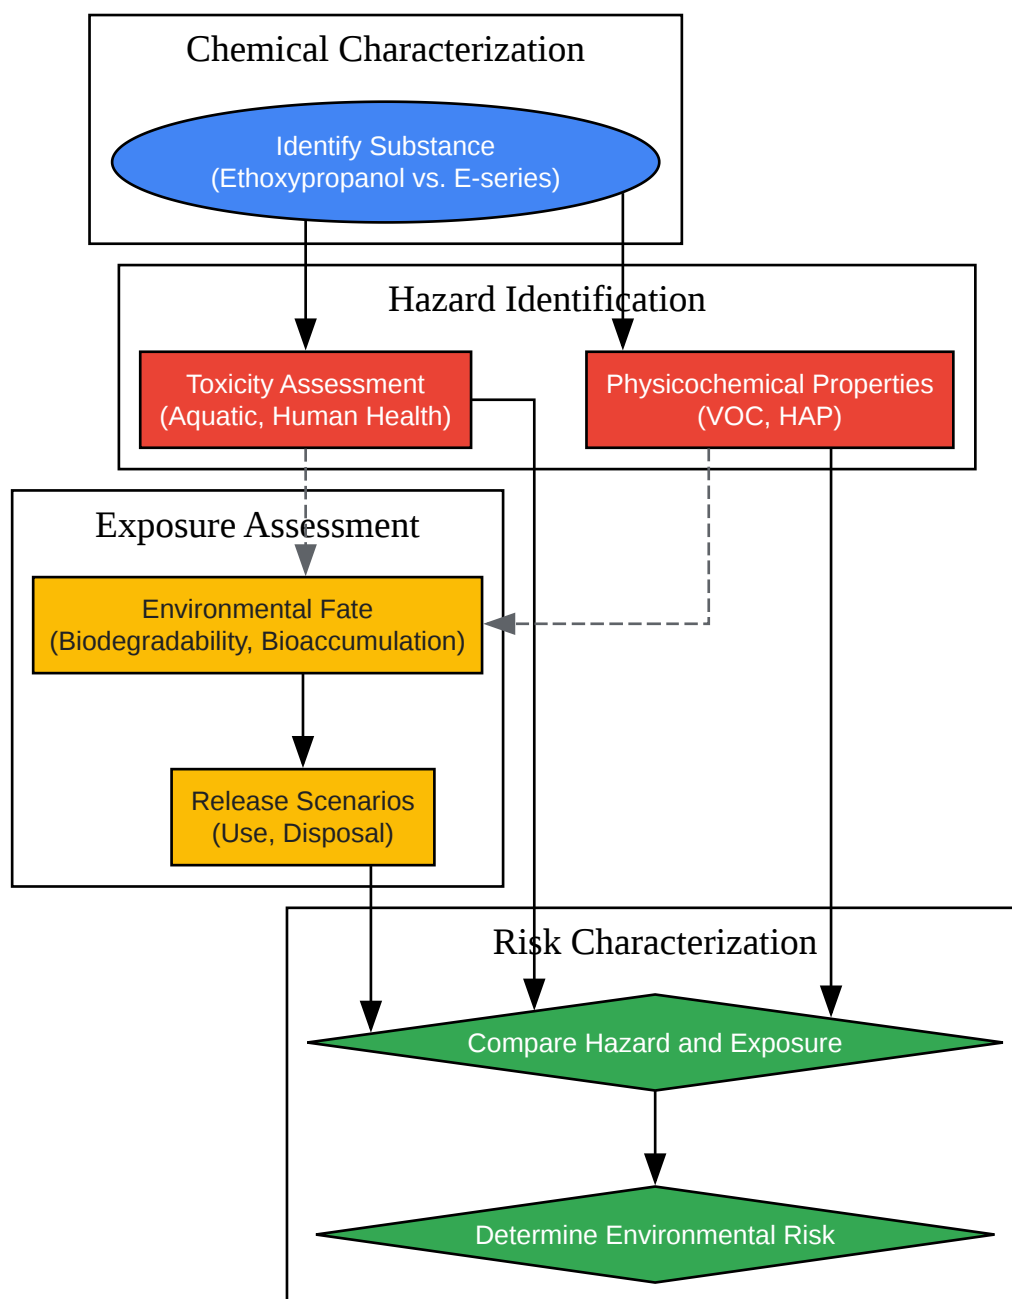 Chemical Characterization
Identify Substance
(Ethoxypropanol vs. E-series)
Hazard Identification
Toxicity Assessment
(Aquatic, Human Health)
Physicochemical Properties
(VOC, HAP)
Exposure Assessment
Environmental Fate
(Biodegradability, Bioaccumulation)
Release Scenarios
(Use, Disposal)
Risk Characterization
Compare Hazard and Exposure
Determine Environmental Risk